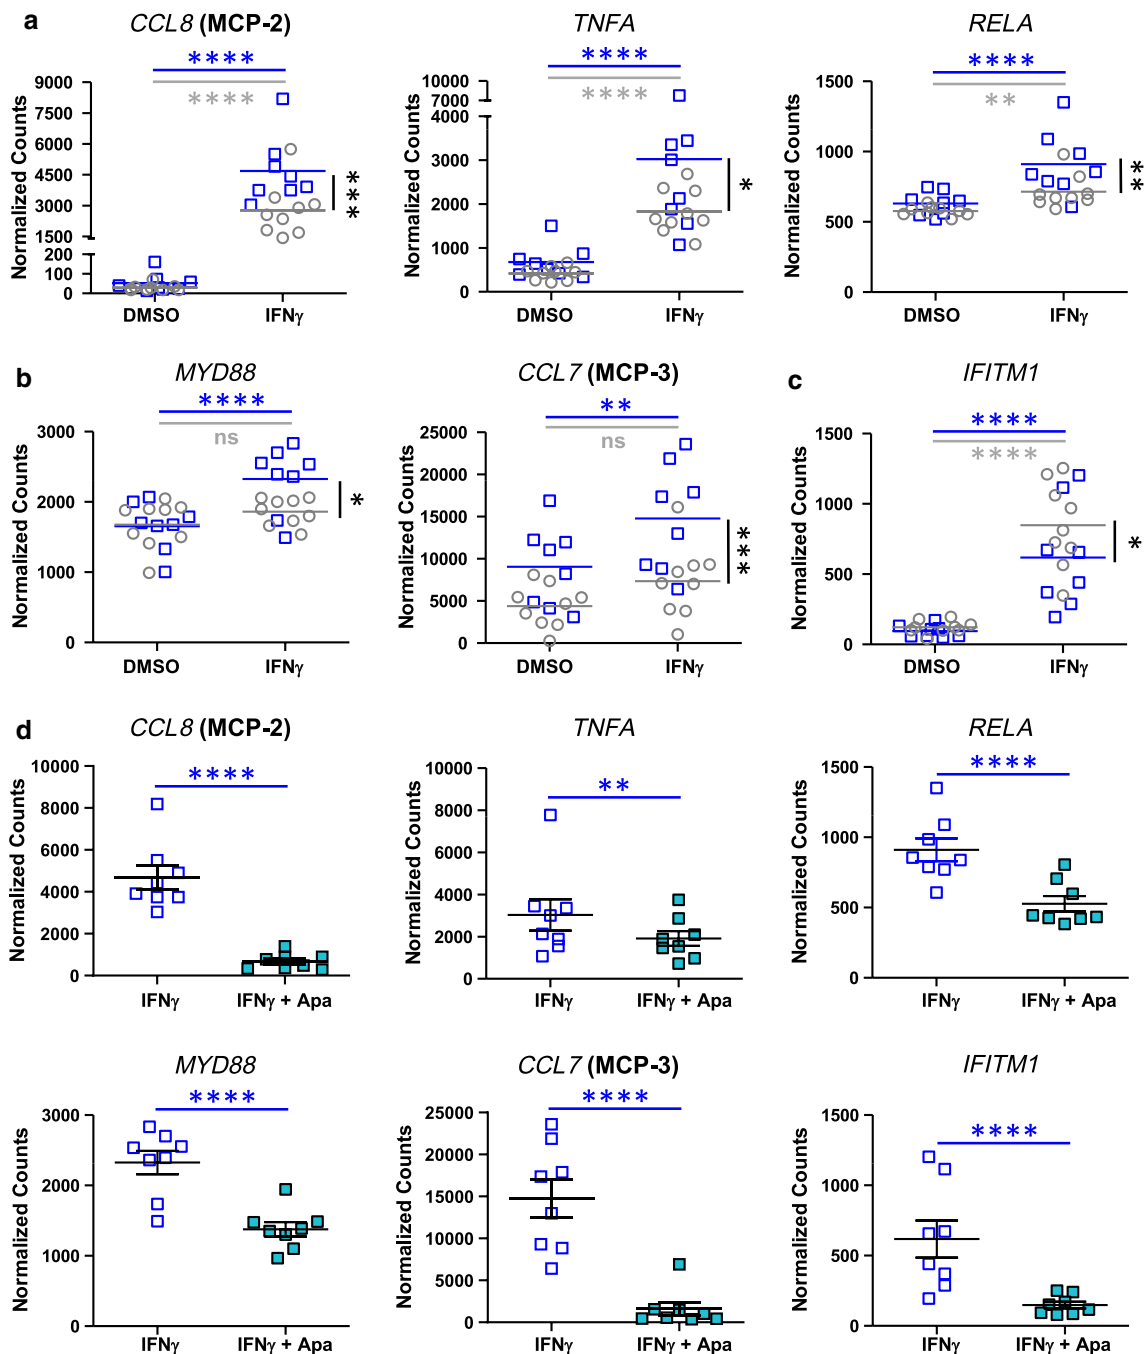 a
CCL8 (MCP-2)
TNFA
RELA
****
****
****
****
****
**
Normalized Counts
9000
7500
6000
4500
3000
1500
200
100
0
***
DMSO
IFNγ
Normalized Counts
10000
7000
4000
3000
2000
1000
0
*
DMSO
IFNγ
Normalized Counts
1500
1000
500
0
**
DMSO
IFNγ
b
MYD88
CCL7 (MCP-3)
c
IFITM1
****
ns
**
ns
****
****
Normalized Counts
3000
2000
1000
0
*
DMSO
IFNγ
Normalized Counts
25000
20000
15000
10000
5000
0
***
DMSO
IFNγ
Normalized Counts
1500
1000
500
0
*
DMSO
IFNγ
d
CCL8 (MCP-2)
TNFA
RELA
****
**
****
Normalized Counts
10000
8000
6000
4000
2000
0
IFNγ
IFNγ + Apa
Normalized Counts
10000
8000
6000
4000
2000
0
IFNγ
IFNγ + Apa
Normalized Counts
1500
1000
500
0
IFNγ
IFNγ + Apa
MYD88
CCL7 (MCP-3)
IFITM1
****
****
****
Normalized Counts
3000
2000
1000
0
IFNγ
IFNγ + Apa
Normalized Counts
25000
20000
15000
10000
5000
0
IFNγ
IFNγ + Apa
Normalized Counts
1500
1000
500
0
IFNγ
IFNγ + Apa